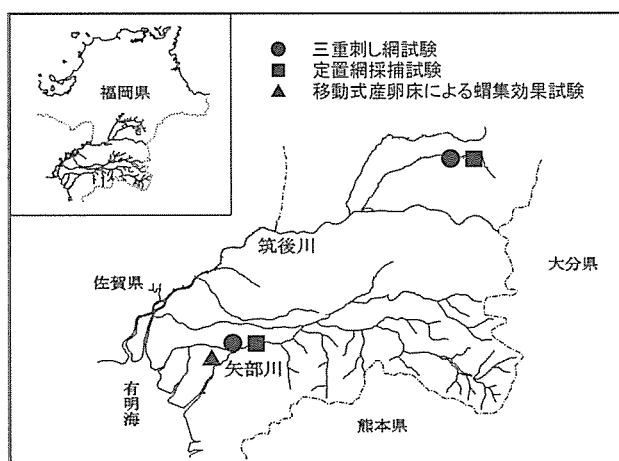 三重刺し網試験
定置網採捕試験
移動式産卵床による蝟集効果試験
福岡県
筑後川
大分県
佐賀県
矢部川
有明海
熊本県